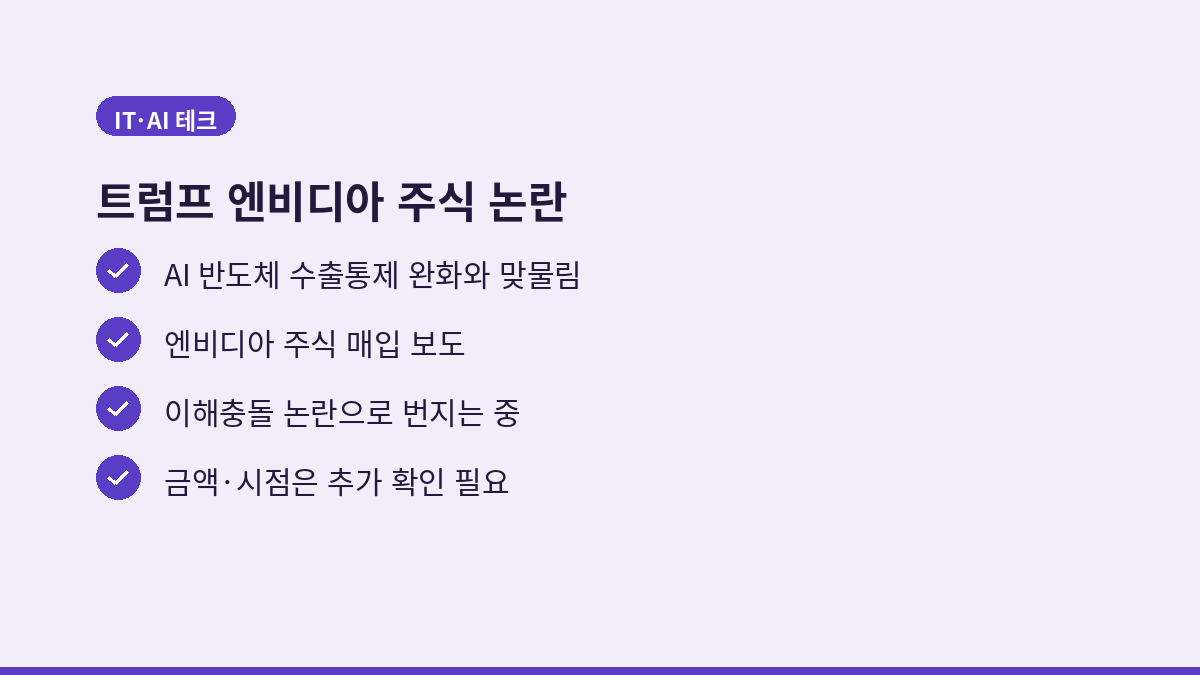 IT·AI 테크
트럼프 엔비디아 주식 논란
AI 반도체 수출통제 완화와 맞물림
엔비디아 주식 매입 보도
이해충돌 논란으로 번지는 중
금액·시점은 추가 확인 필요